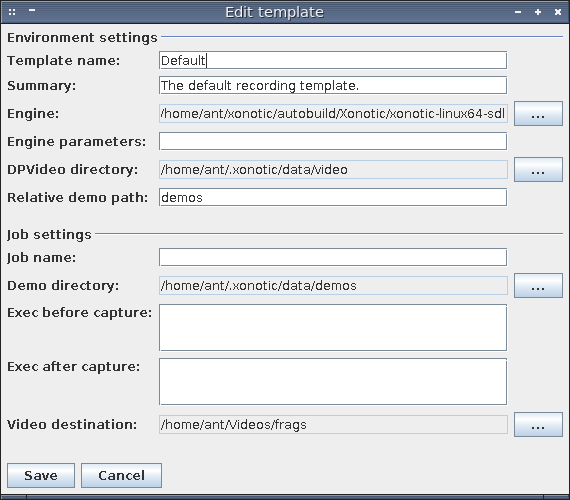 Edit template
Environment settings
Template name: Default
Summary: The default recording template.
Engine: /home/ant/xonotic/autobuild/Xonotic/xonotic-linux64-sdl ...
Engine parameters:
DPVideo directory: /home/ant/.xonotic/data/video ...
Relative demo path: demos
Job settings
Job name:
Demo directory: /home/ant/.xonotic/data/demos ...
Exec before capture:
Exec after capture:
Video destination: /home/ant/Videos/frags ...
Save Cancel